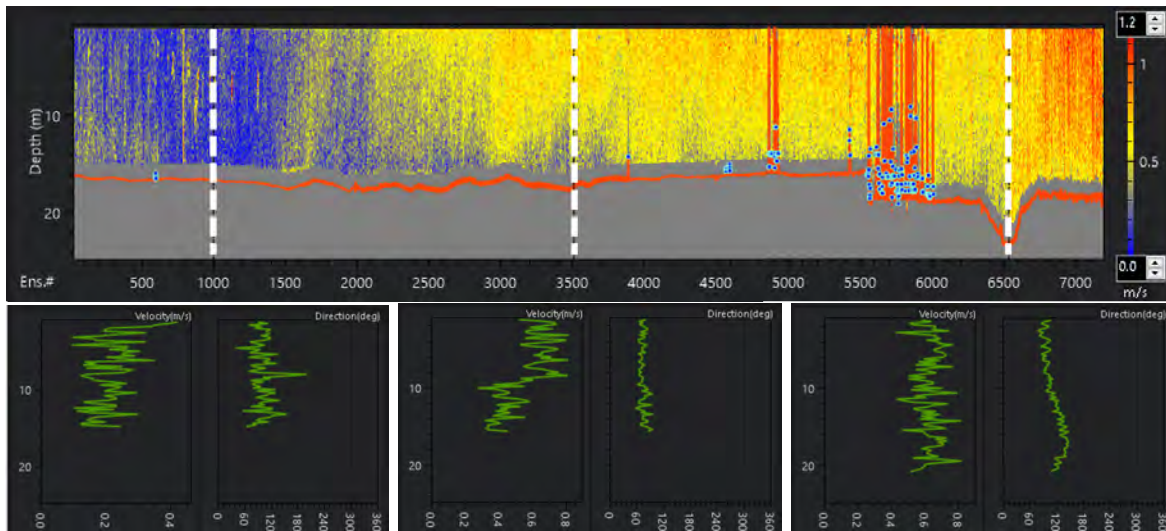 1.2
1
Depth (m)
10
0.5
20
0.0
Ens.# 500 1000 1500 2000 2500 3000 3500 4000 4500 5000 5500 6000 6500 7000
m/s
Velocity(m/s) Direction(deg) Velocity(m/s) Direction(deg) Velocity(m/s) Direction(deg)
10 10 10
20 20 20
0.0 0.2 0.4 0 60 120 180 240 300 360 0.0 0.2 0.4 0.6 0.8 0 60 120 180 240 300 360 0.0 0.2 0.4 0.6 0.8 0 60 120 180 240 300 36